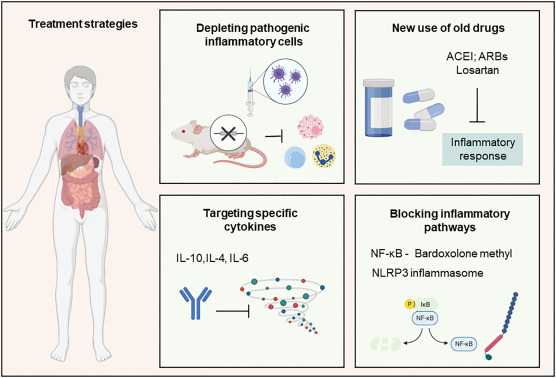 Treatment strategies
Depleting pathogenic
inflammatory cells
New use of old drugs
ACEI; ARBs
Losartan
Inflammatory
response
Targeting specific
cytokines
IL-10, IL-4, IL-6
Blocking inflammatory
pathways
NF-κB - Bardoxolone methyl
NLRP3 inflammasome
P
IκB
NF-κB
NF-κB